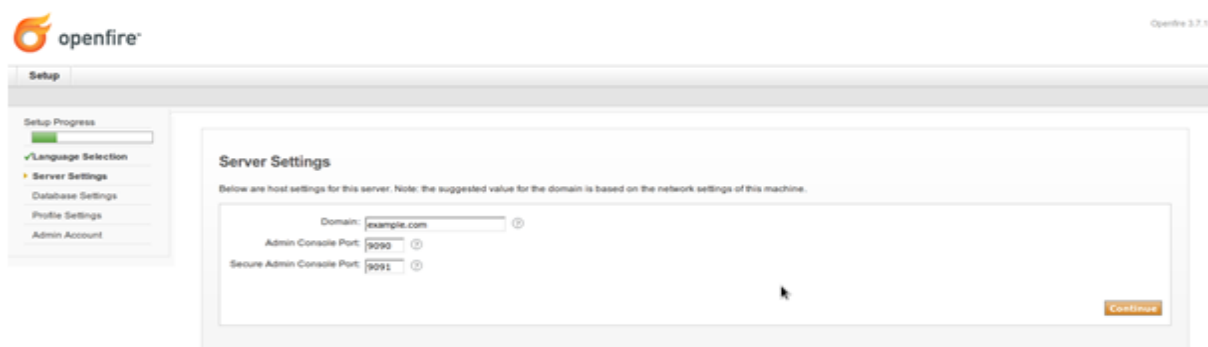 openfire
Openfire 3.7.1
Setup
Setup Progress
Language Selection
Server Settings
Database Settings
Profile Settings
Admin Account
Server Settings
Below are host settings for this server. Note: the suggested value for the domain is based on the network settings of this machine.
Domain: example.com
Admin Console Port: 9090
Secure Admin Console Port: 9091
Continue